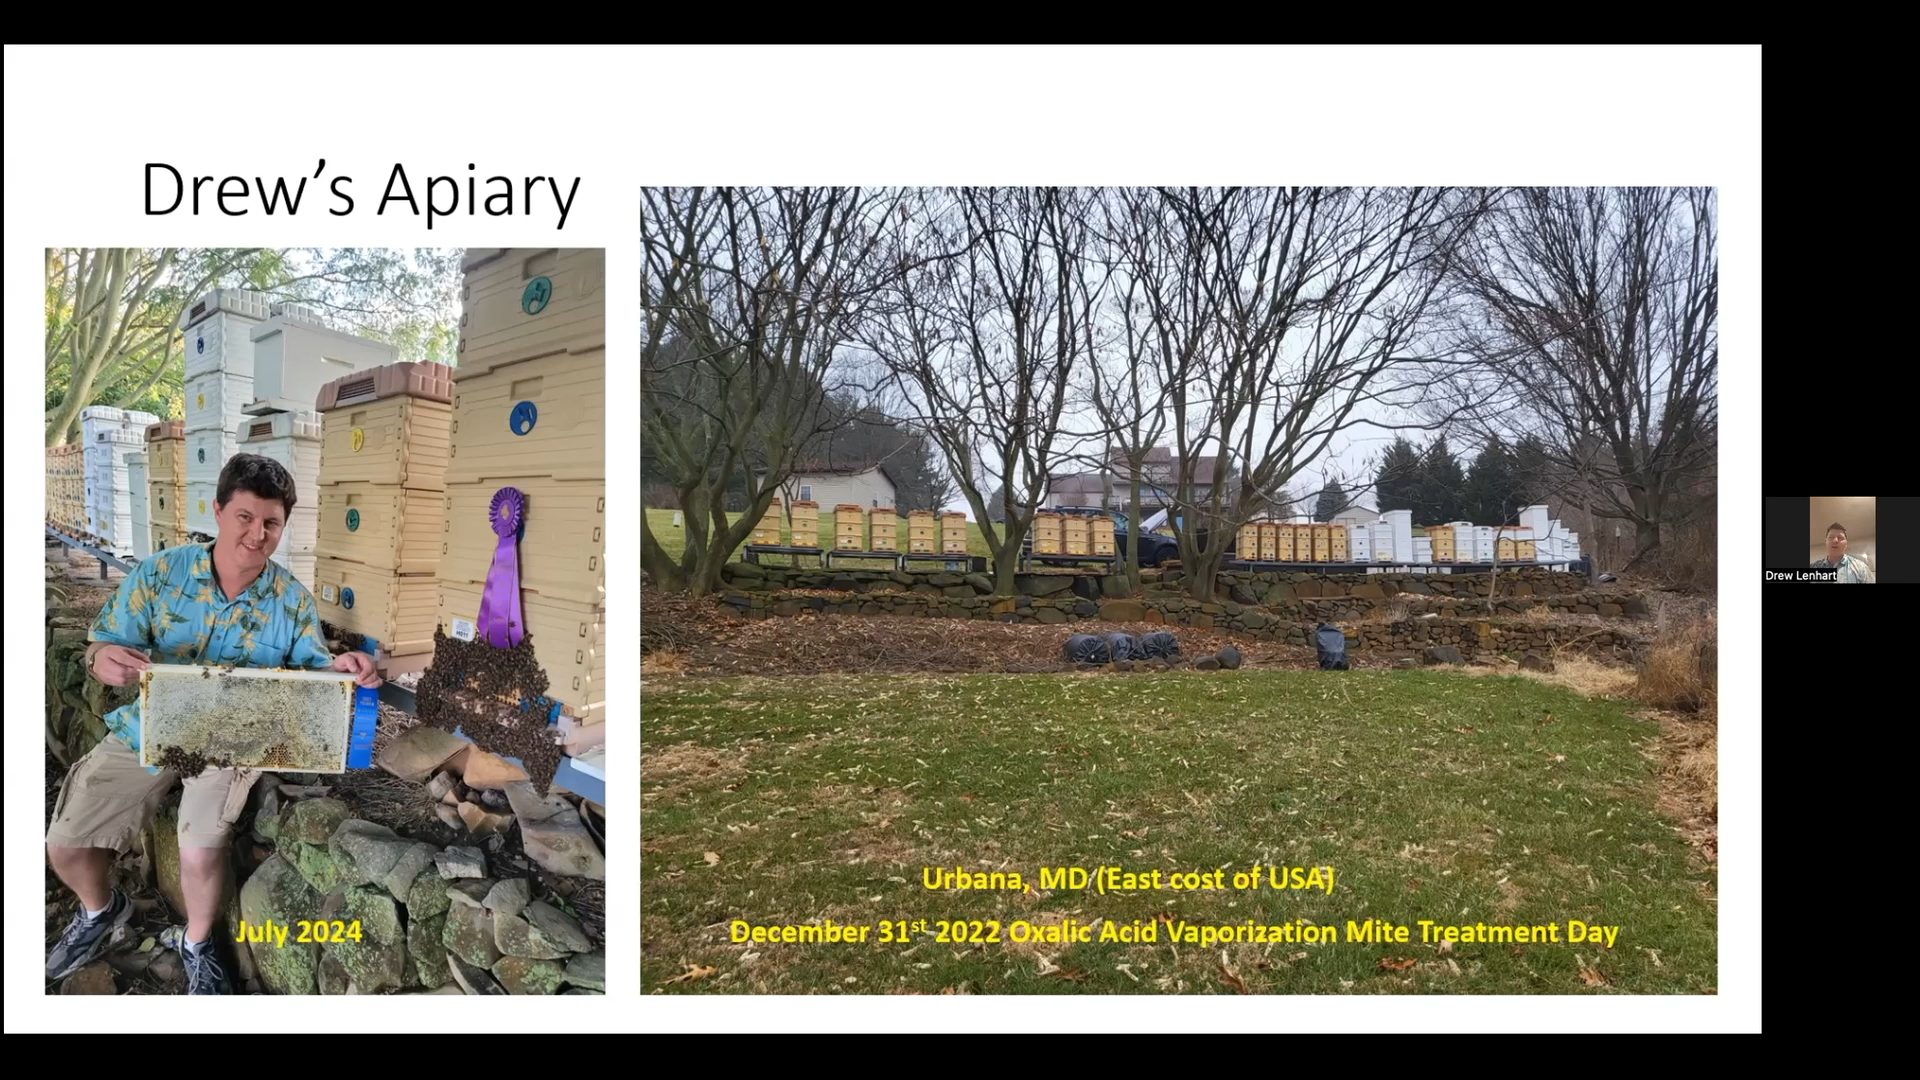 Drew's Apiary
July 2024
Urbana, MD (East cost of USA)
December 31st 2022 Oxalic Acid Vaporization Mite Treatment Day
Drew Lenhart